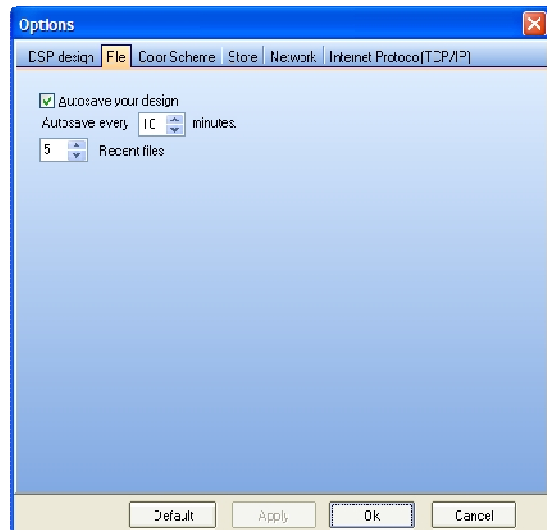 Options
DSP design File Color Scheme Store Network Internet Protocol(TCP/IP)
Autosave your design
Autosave every 10 minutes.
5 Recent files
Default Apply Ok Cancel